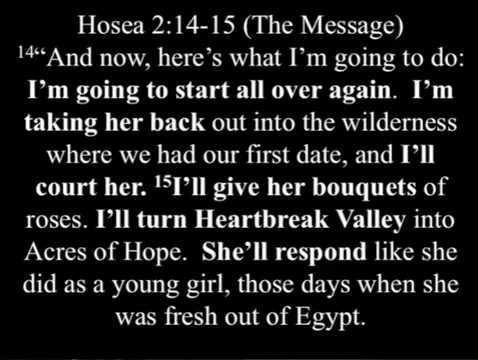 Hosea 2:14-15 (The Message)
14“And now, here’s what I’m going to do:
I’m going to start all over again.  I’m
taking her back out into the wilderness
where we had our first date, and I’ll
court her. 15I’ll give her bouquets of
roses. I’ll turn Heartbreak Valley into
Acres of Hope.  She’ll respond like she
did as a young girl, those days when she
was fresh out of Egypt.